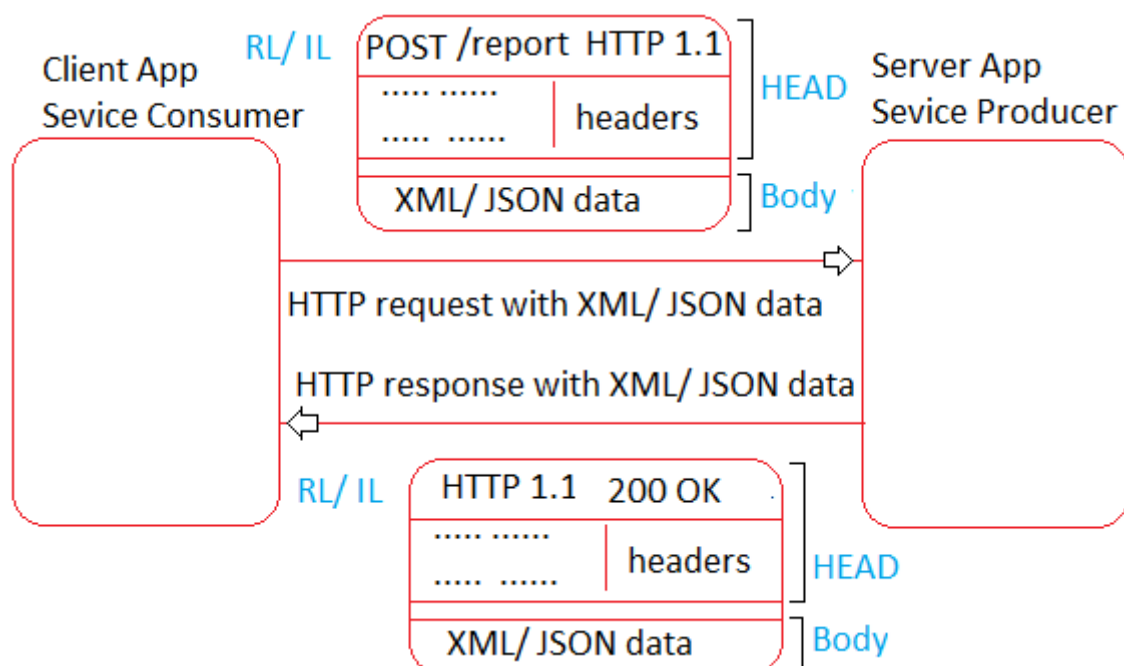 RL/ IL
POST /report HTTP 1.1
HEAD
Client App
Sevice Consumer
Server App
Sevice Producer
..... ......
headers
..... ......
XML/ JSON data
Body
HTTP request with XML/ JSON data
HTTP response with XML/ JSON data
RL/ IL
HTTP 1.1 200 OK
..... ......
headers
..... ......
HEAD
XML/ JSON data
Body